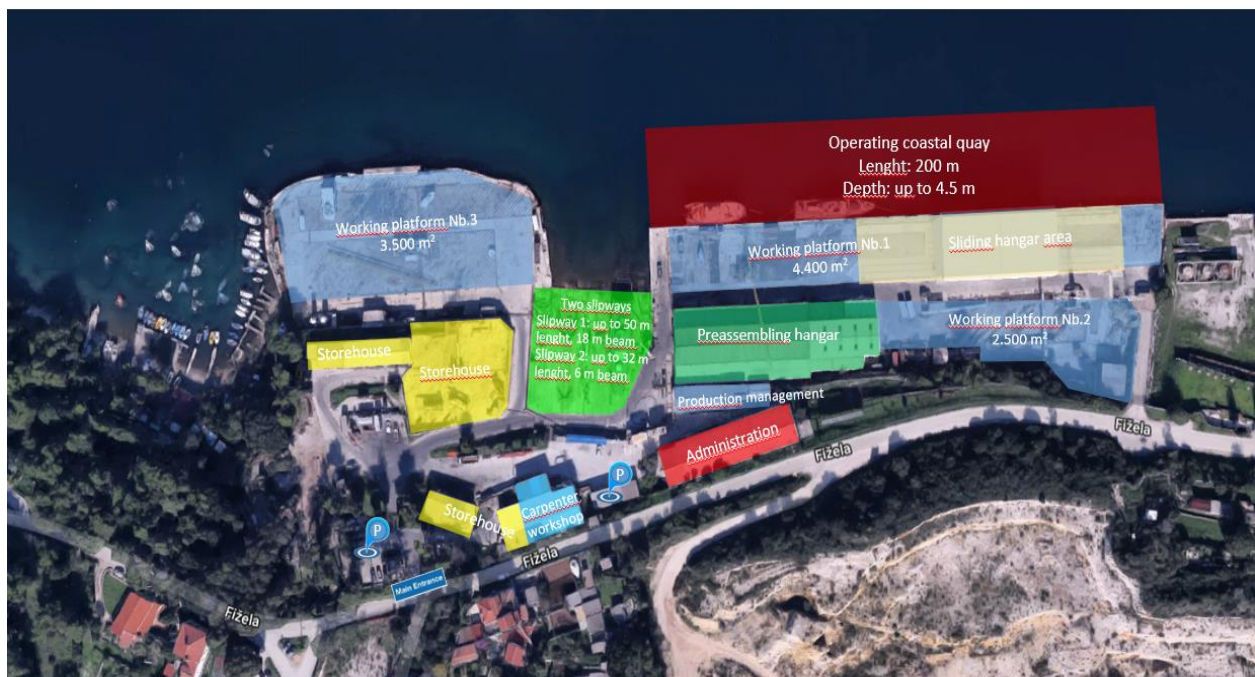 Operating coastal quay
Lenght: 200 m
Depth: up to 4.5 m
Working platform Nb.3
3.500 m²
Working platform Nb.1
4.400 m²
Sliding hangar area
Two slipways
Slipway 1: up to 50 m
lenght, 18 m beam
Slipway 2: up to 32 m
lenght, 6 m beam
Preassembling hangar
Working platform Nb.2
2.500 m²
Storehouse
Storehouse
Production management
Administration
Fižela
Fižela
P
Storehouse
Carpenter
workshop
P
Fižela
Main Entrance
Fižela